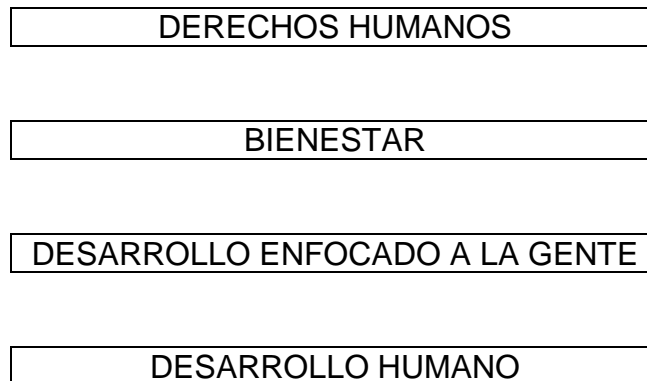 DERECHOS HUMANOS
BIENESTAR
DESARROLLO ENFOCADO A LA GENTE
DESARROLLO HUMANO